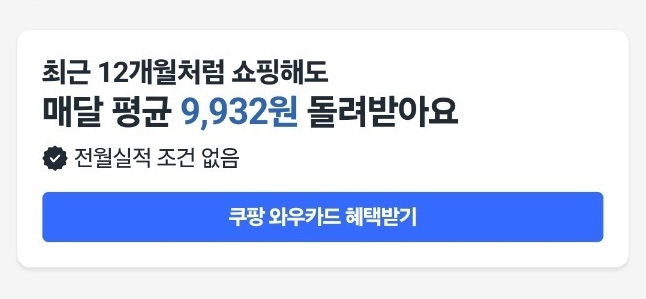 최근 12개월처럼 쇼핑해도
매달 평균 9,932원 돌려받아요
전월실적 조건 없음
쿠팡 와우카드 혜택받기